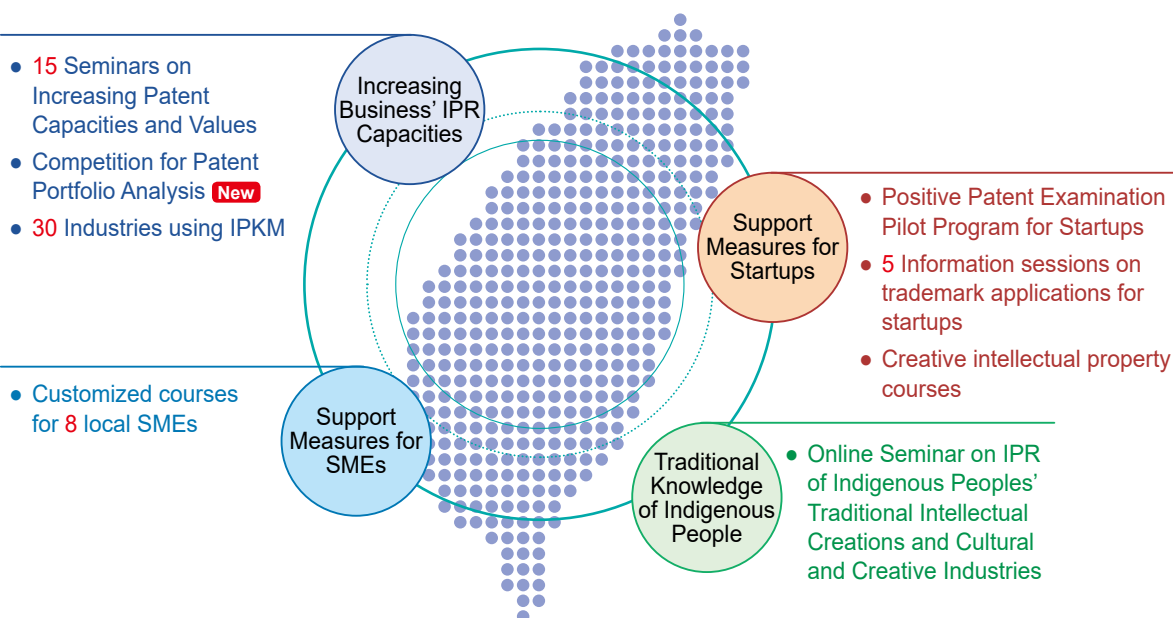 Increasing
Business’ IPR
Capacities
● 15 Seminars on
Increasing Patent
Capacities and Values
● Competition for Patent
Portfolio Analysis New
● 30 Industries using IPKM
Support
Measures for
Startups
● Positive Patent Examination
Pilot Program for Startups
● 5 Information sessions on
trademark applications for
startups
● Creative intellectual property
courses
Support
Measures for
SMEs
● Customized courses
for 8 local SMEs
Traditional
Knowledge
of Indigenous
People
● Online Seminar on IPR
of Indigenous Peoples’
Traditional Intellectual
Creations and Cultural
and Creative Industries